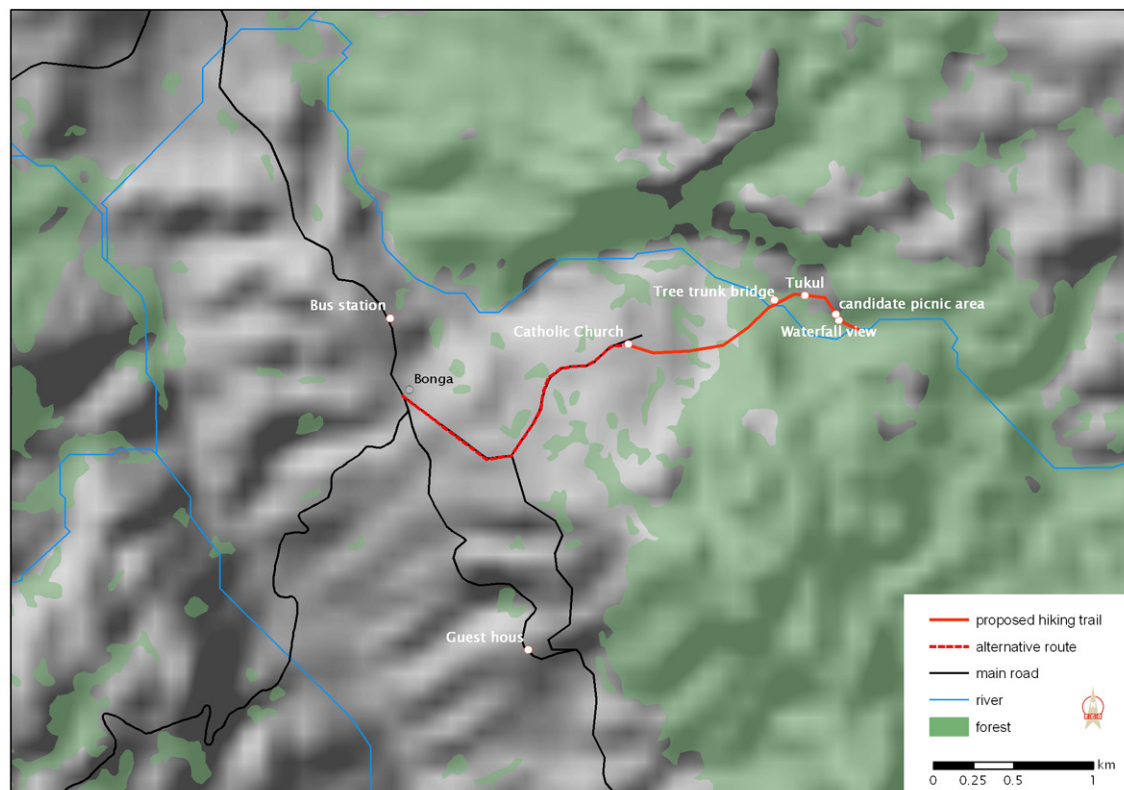 Tree trunk bridge
Tukul
candidate picnic area
Bus station
Catholic Church
Waterfall view
Bonga
Guest hous
proposed hiking trail
alternative route
main road
river
forest
km
0 0.25 0.5 1